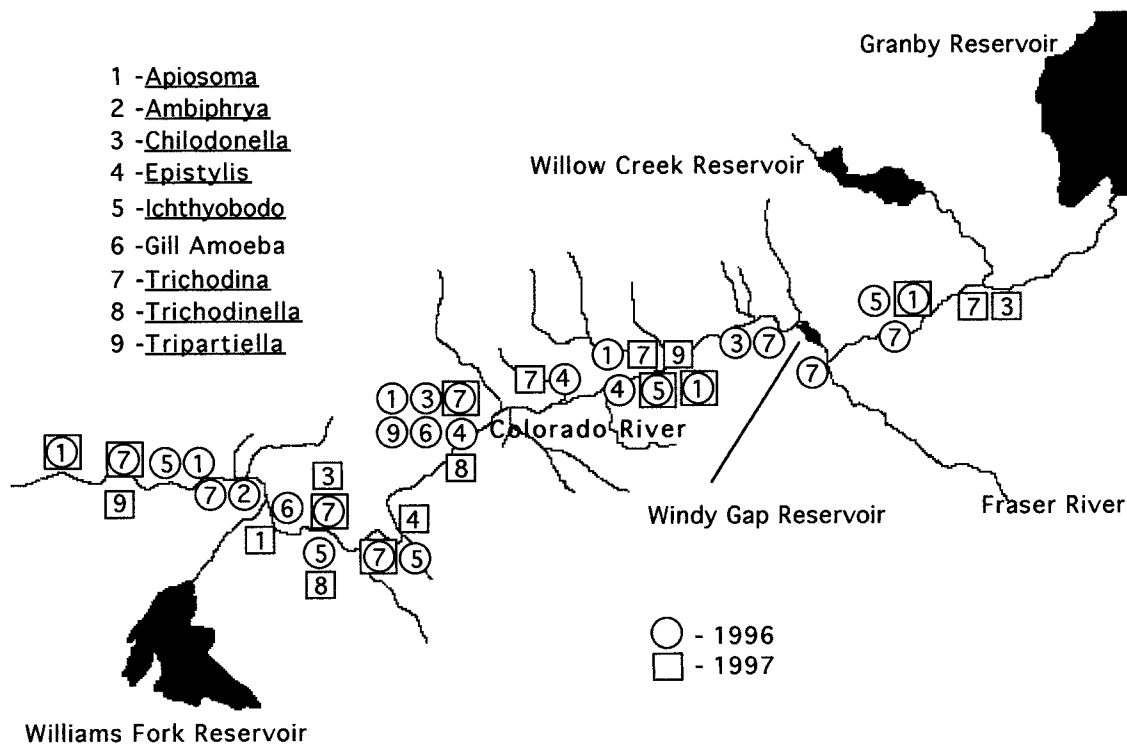 Granby Reservoir
1 -Apiosoma
2 -Ambiphrya
3 -Chilodonella
4 -Epistylis
5 -Ichthyobodo
6 -Gill Amoeba
7 -Trichodina
8 -Trichodinella
9 -Tripartiella
Willow Creek Reservoir
5 1 7 3
7
3 7
7
1 7 9
7 4
4 5 1
1 3 7
9 6 4
Colorado River
8
1
7
5 1
9
7 2
3
6 7
1
4
5
7 5
8
Windy Gap Reservoir
Fraser River
- 1996
- 1997
Williams Fork Reservoir